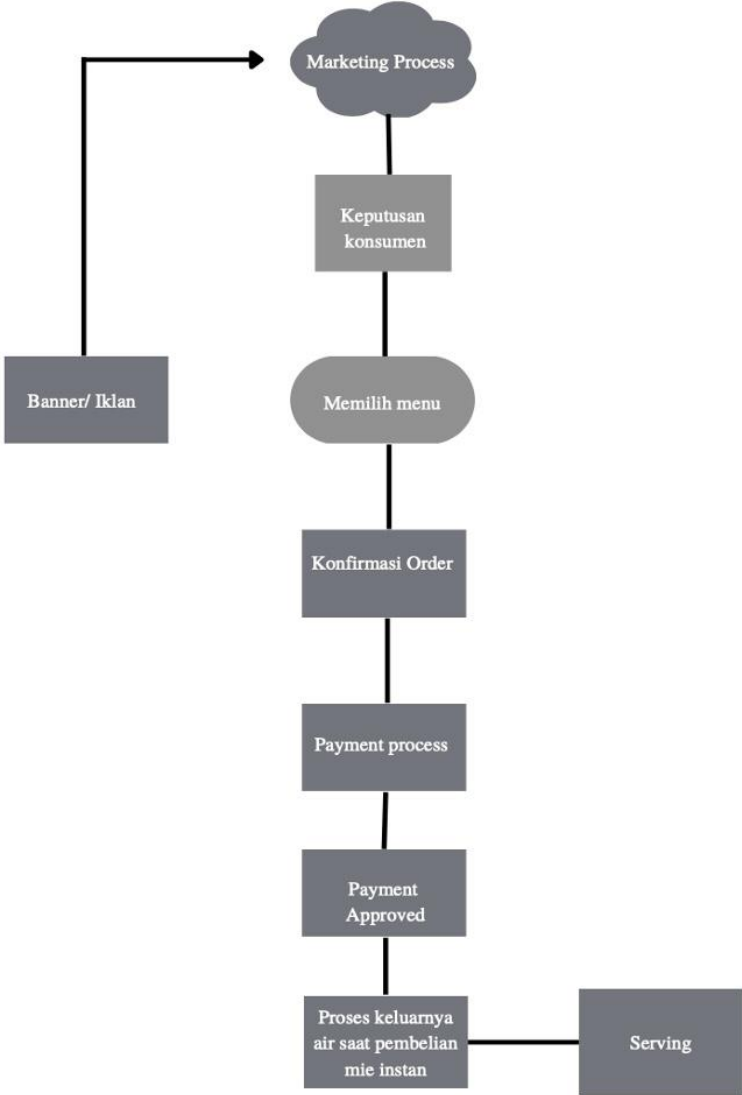 Marketing Process
Keputusan
konsumen
Banner/ Iklan
Memilih menu
Konfirmasi Order
Payment process
Payment
Approved
Proses keluarnya
air saat pembelian
mie instan
Serving